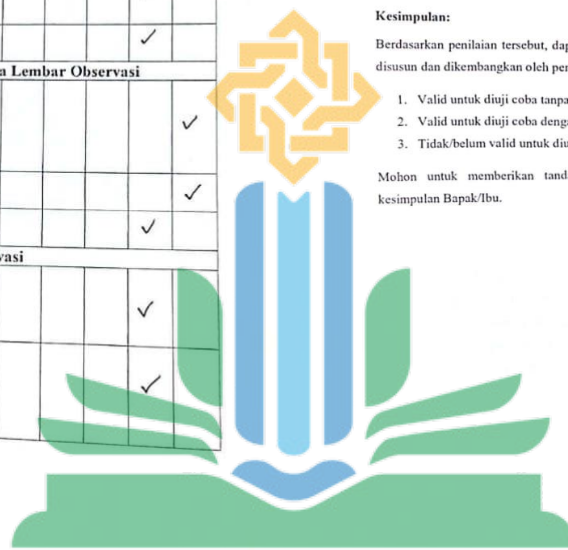 ✓
a Lembar Observasi
✓
✓
✓
vasi
✓
✓
Kesimpulan:
Berdasarkan penilaian tersebut, dap
disusun dan dikembangkan oleh pen
1. Valid untuk diuji coba tanpa
2. Valid untuk diuji coba denga
3. Tidak/belum valid untuk diu
Mohon untuk memberikan tanda
kesimpulan Bapak/Ibu.